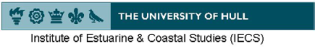 THE UNIVERSITY OF HULL
Institute of Estuarine & Coastal Studies (IECS)